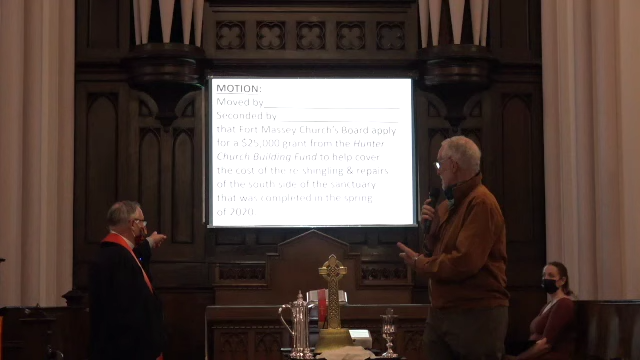 MOTION:
Moved by
Seconded by
that Fort Massey Church's Board apply
for a $25,000 grant from the Hunter
Church Building Fund to help cover
the cost of the re-shingling & repairs
of the south side of the sanctuary
that was completed in the spring
of 2020